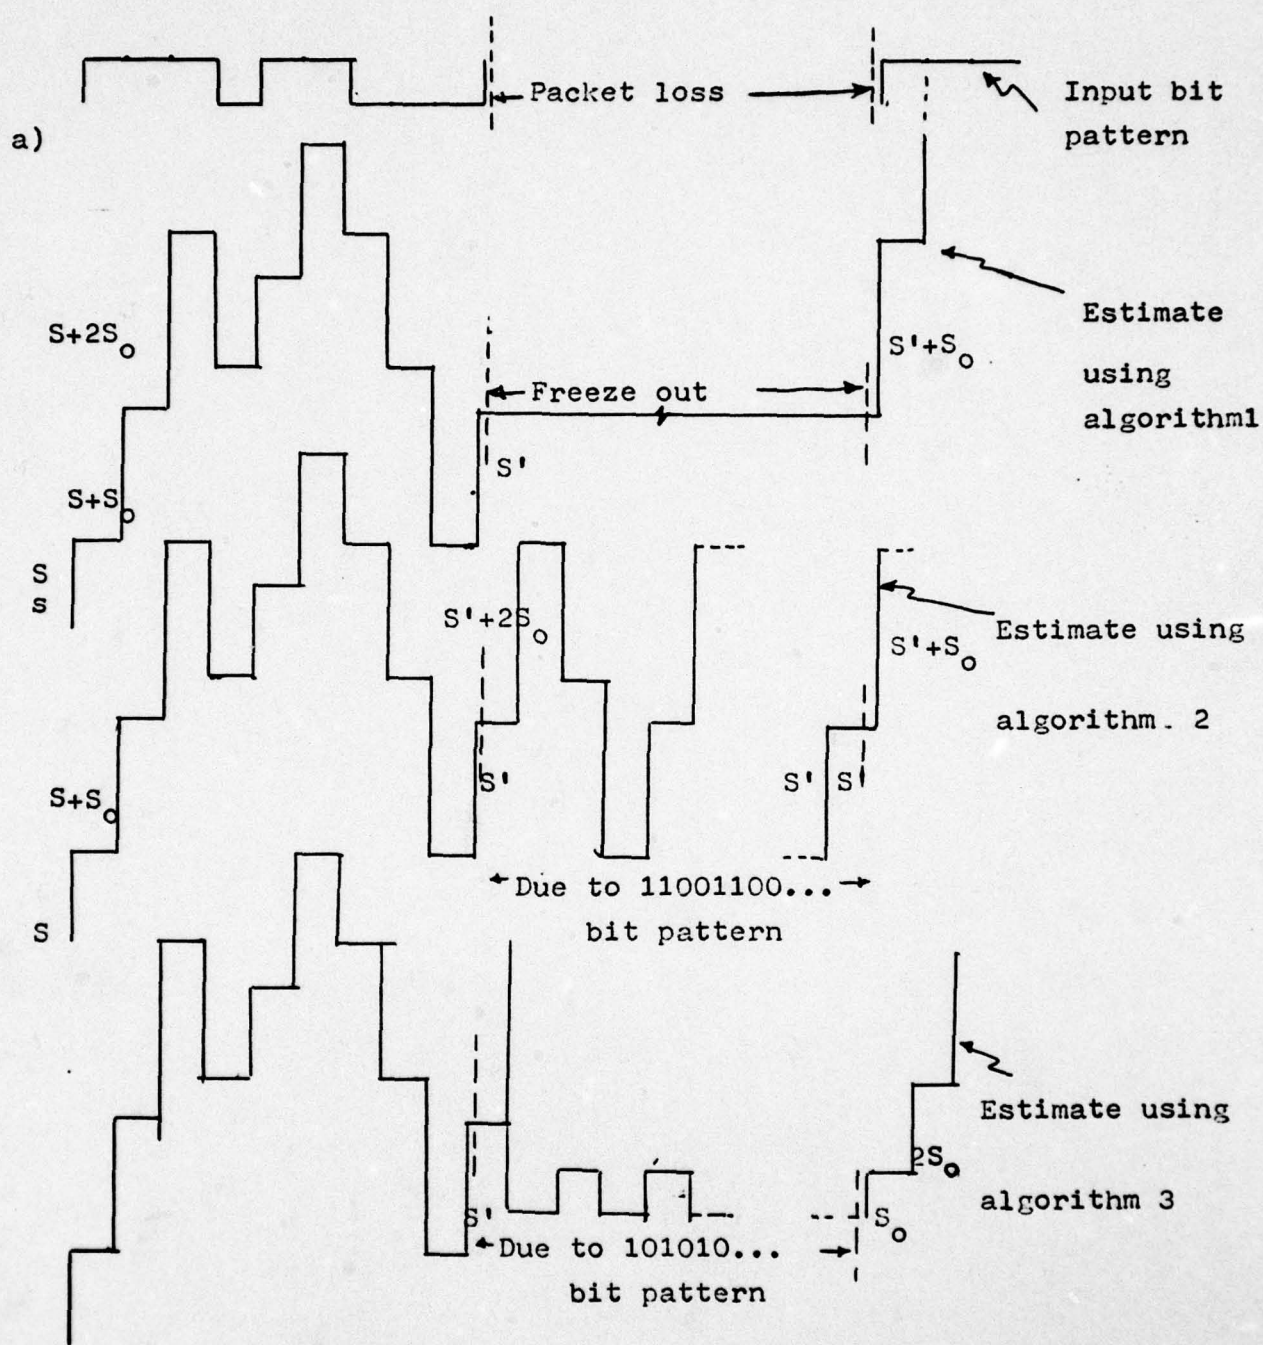 Packet loss
Input bit
pattern
a)
Estimate
using
algorithm1
S+2So
S'+So
Freeze out
S'
S+So
S
s
S'+2So
Estimate using
algorithm. 2
S'+So
S+So
S'
S'
S'
Due to 11001100...
bit pattern
S
Estimate using
algorithm 3
2So
S'
So
Due to 101010...
bit pattern